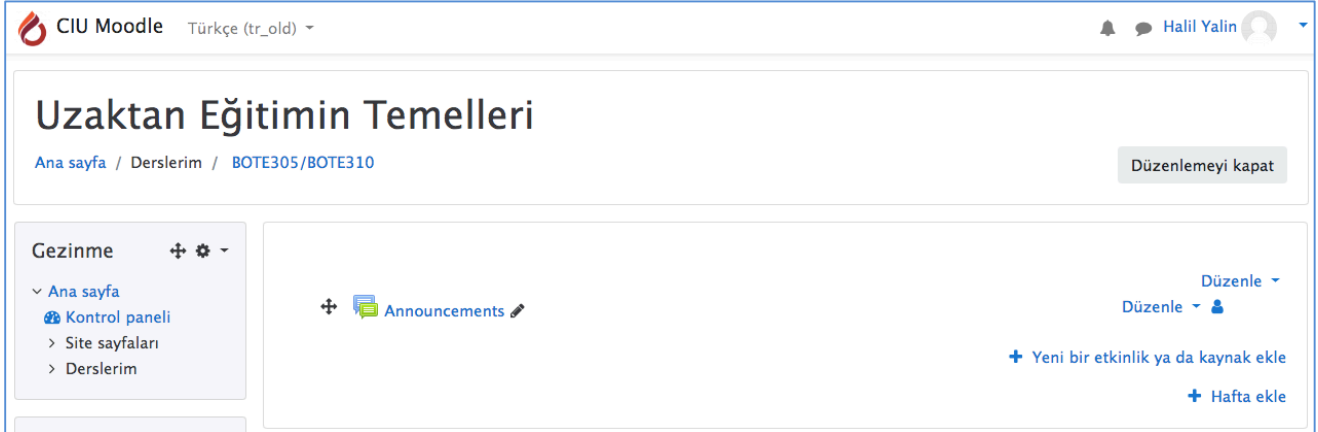 CIU Moodle Türkçe (tr_old) Halil Yalin
Uzaktan Eğitimin Temelleri
Ana sayfa / Derslerim / BOTE305/BOTE310
Düzenlemeyi kapat
Gezinme
Ana sayfa
Kontrol paneli
Site sayfaları
Derslerim
Düzenle
Announcements
Düzenle
Yeni bir etkinlik ya da kaynak ekle
Hafta ekle